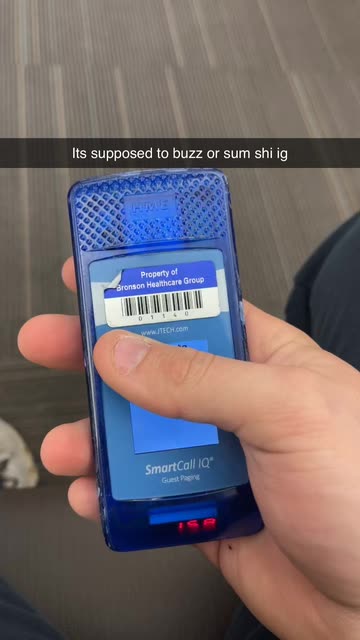 Its supposed to buzz or sum shi ig
Property of
Bronson Healthcare Group
01140
www.JTECH.com
SmartCall IQ®
Guest Paging
158